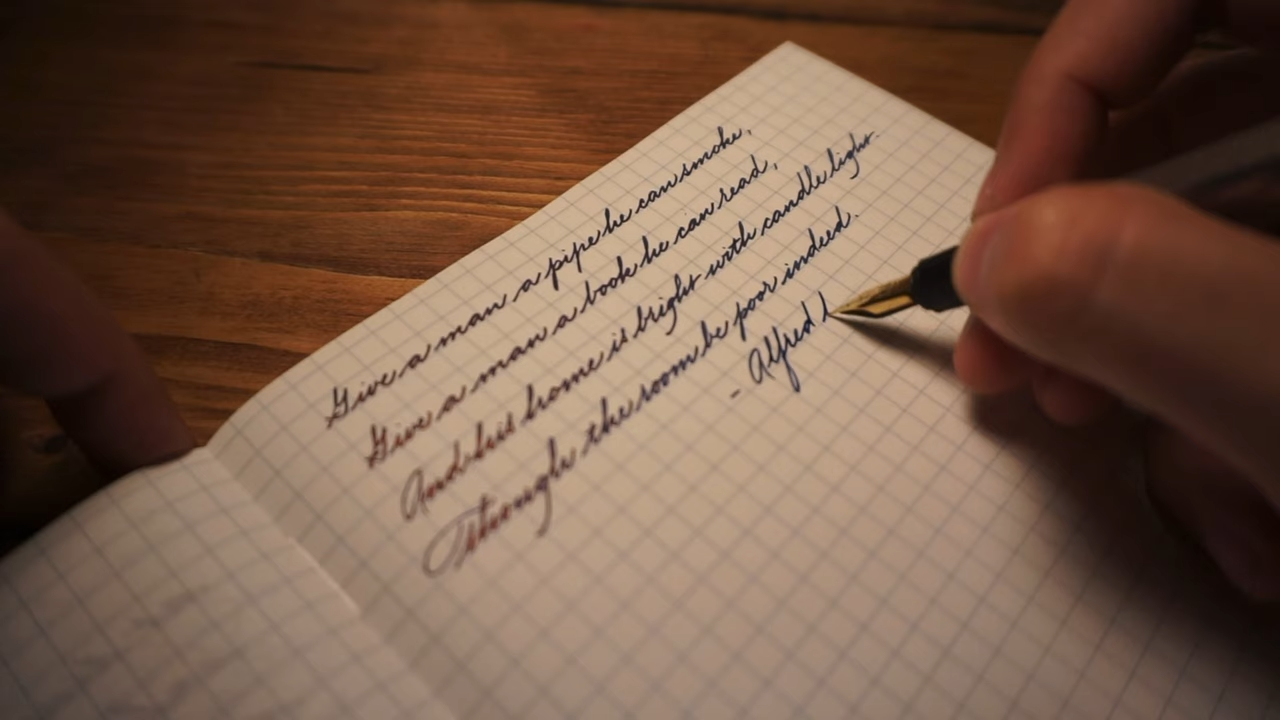 Give a man a pipe he can smoke,
Give a man a book he can read,
And his home is bright with candle light.
Though the room be poor indeed.
- Alfred